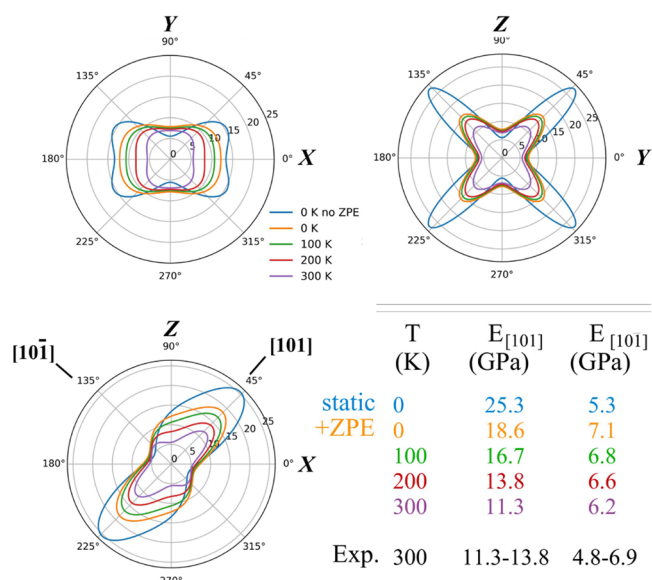 Y
90°
135°
45°
25
20
15
10
5
0
180°
0°
X
225°
315°
270°
0 K no ZPE
0 K
100 K
200 K
300 K
Z
90°
135°
45°
25
20
15
10
5
0
180°
0°
Y
225°
315°
270°
[101̄]
Z
90°
[101]
135°
45°
25
20
15
10
5
0
180°
0°
X
225°
315°
270°
T E[101] E[101̄]
(K) (GPa) (GPa)
static 0 25.3 5.3
+ZPE 0 18.6 7.1
100 16.7 6.8
200 13.8 6.6
300 11.3 6.2
Exp. 300 11.3-13.8 4.8-6.9